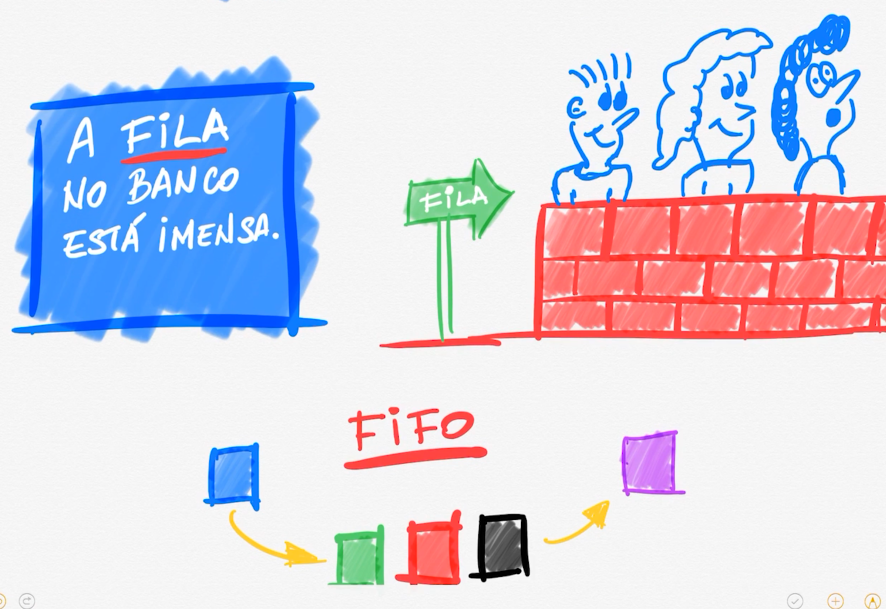 A FiLA
NO BANCO
ESTÁ iMENSA.
FiLA
FiFO